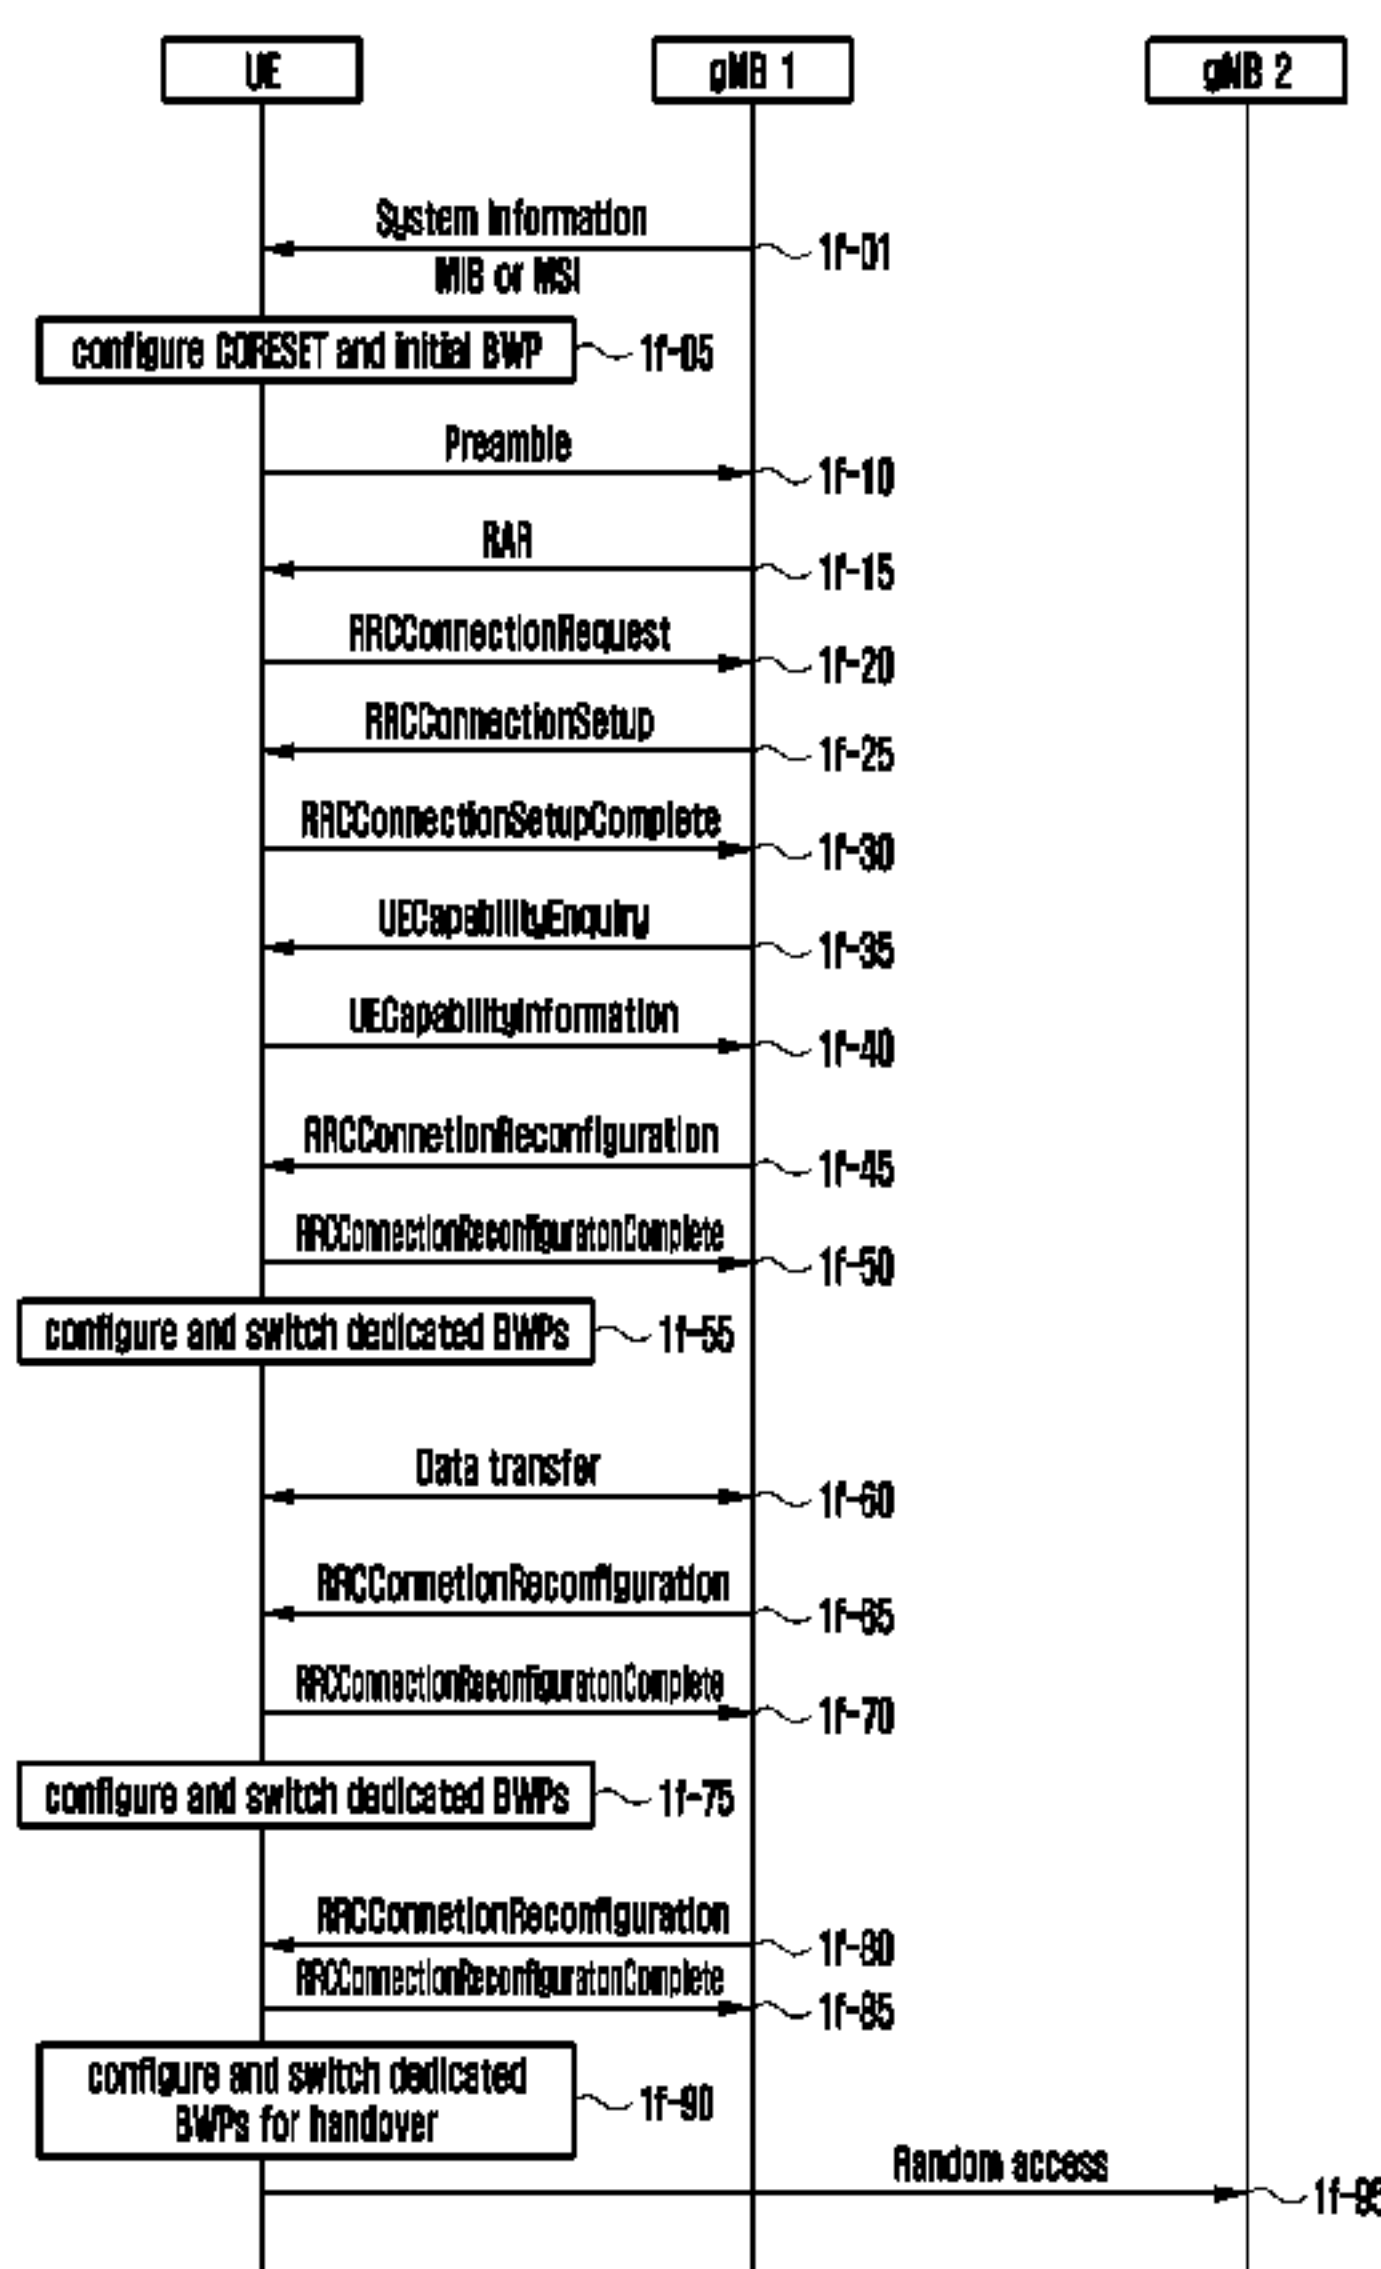 UE
gNB 1
gNB 2
System Information
1f-01
MIB or MSI
configure CORESET and initial BWP
1f-05
Preamble
1f-10
RAR
1f-15
RRCConnectionRequest
1f-20
RRCConnectionSetup
1f-25
RRCConnectionSetupComplete
1f-30
UECapabilityEnquiry
1f-35
UECapabilityInformation
1f-40
RRCConnetionReconfiguration
1f-45
RRCConnectionReconfiguratonComplete
1f-50
configure and switch dedicated BWPs
1f-55
Data transfer
1f-60
RRCConnetionReconfiguration
1f-65
RRCConnectionReconfiguratonComplete
1f-70
configure and switch dedicated BWPs
1f-75
RRCConnetionReconfiguration
1f-80
RRCConnectionReconfiguratonComplete
1f-85
configure and switch dedicated
BWPs for handover
1f-90
Random access